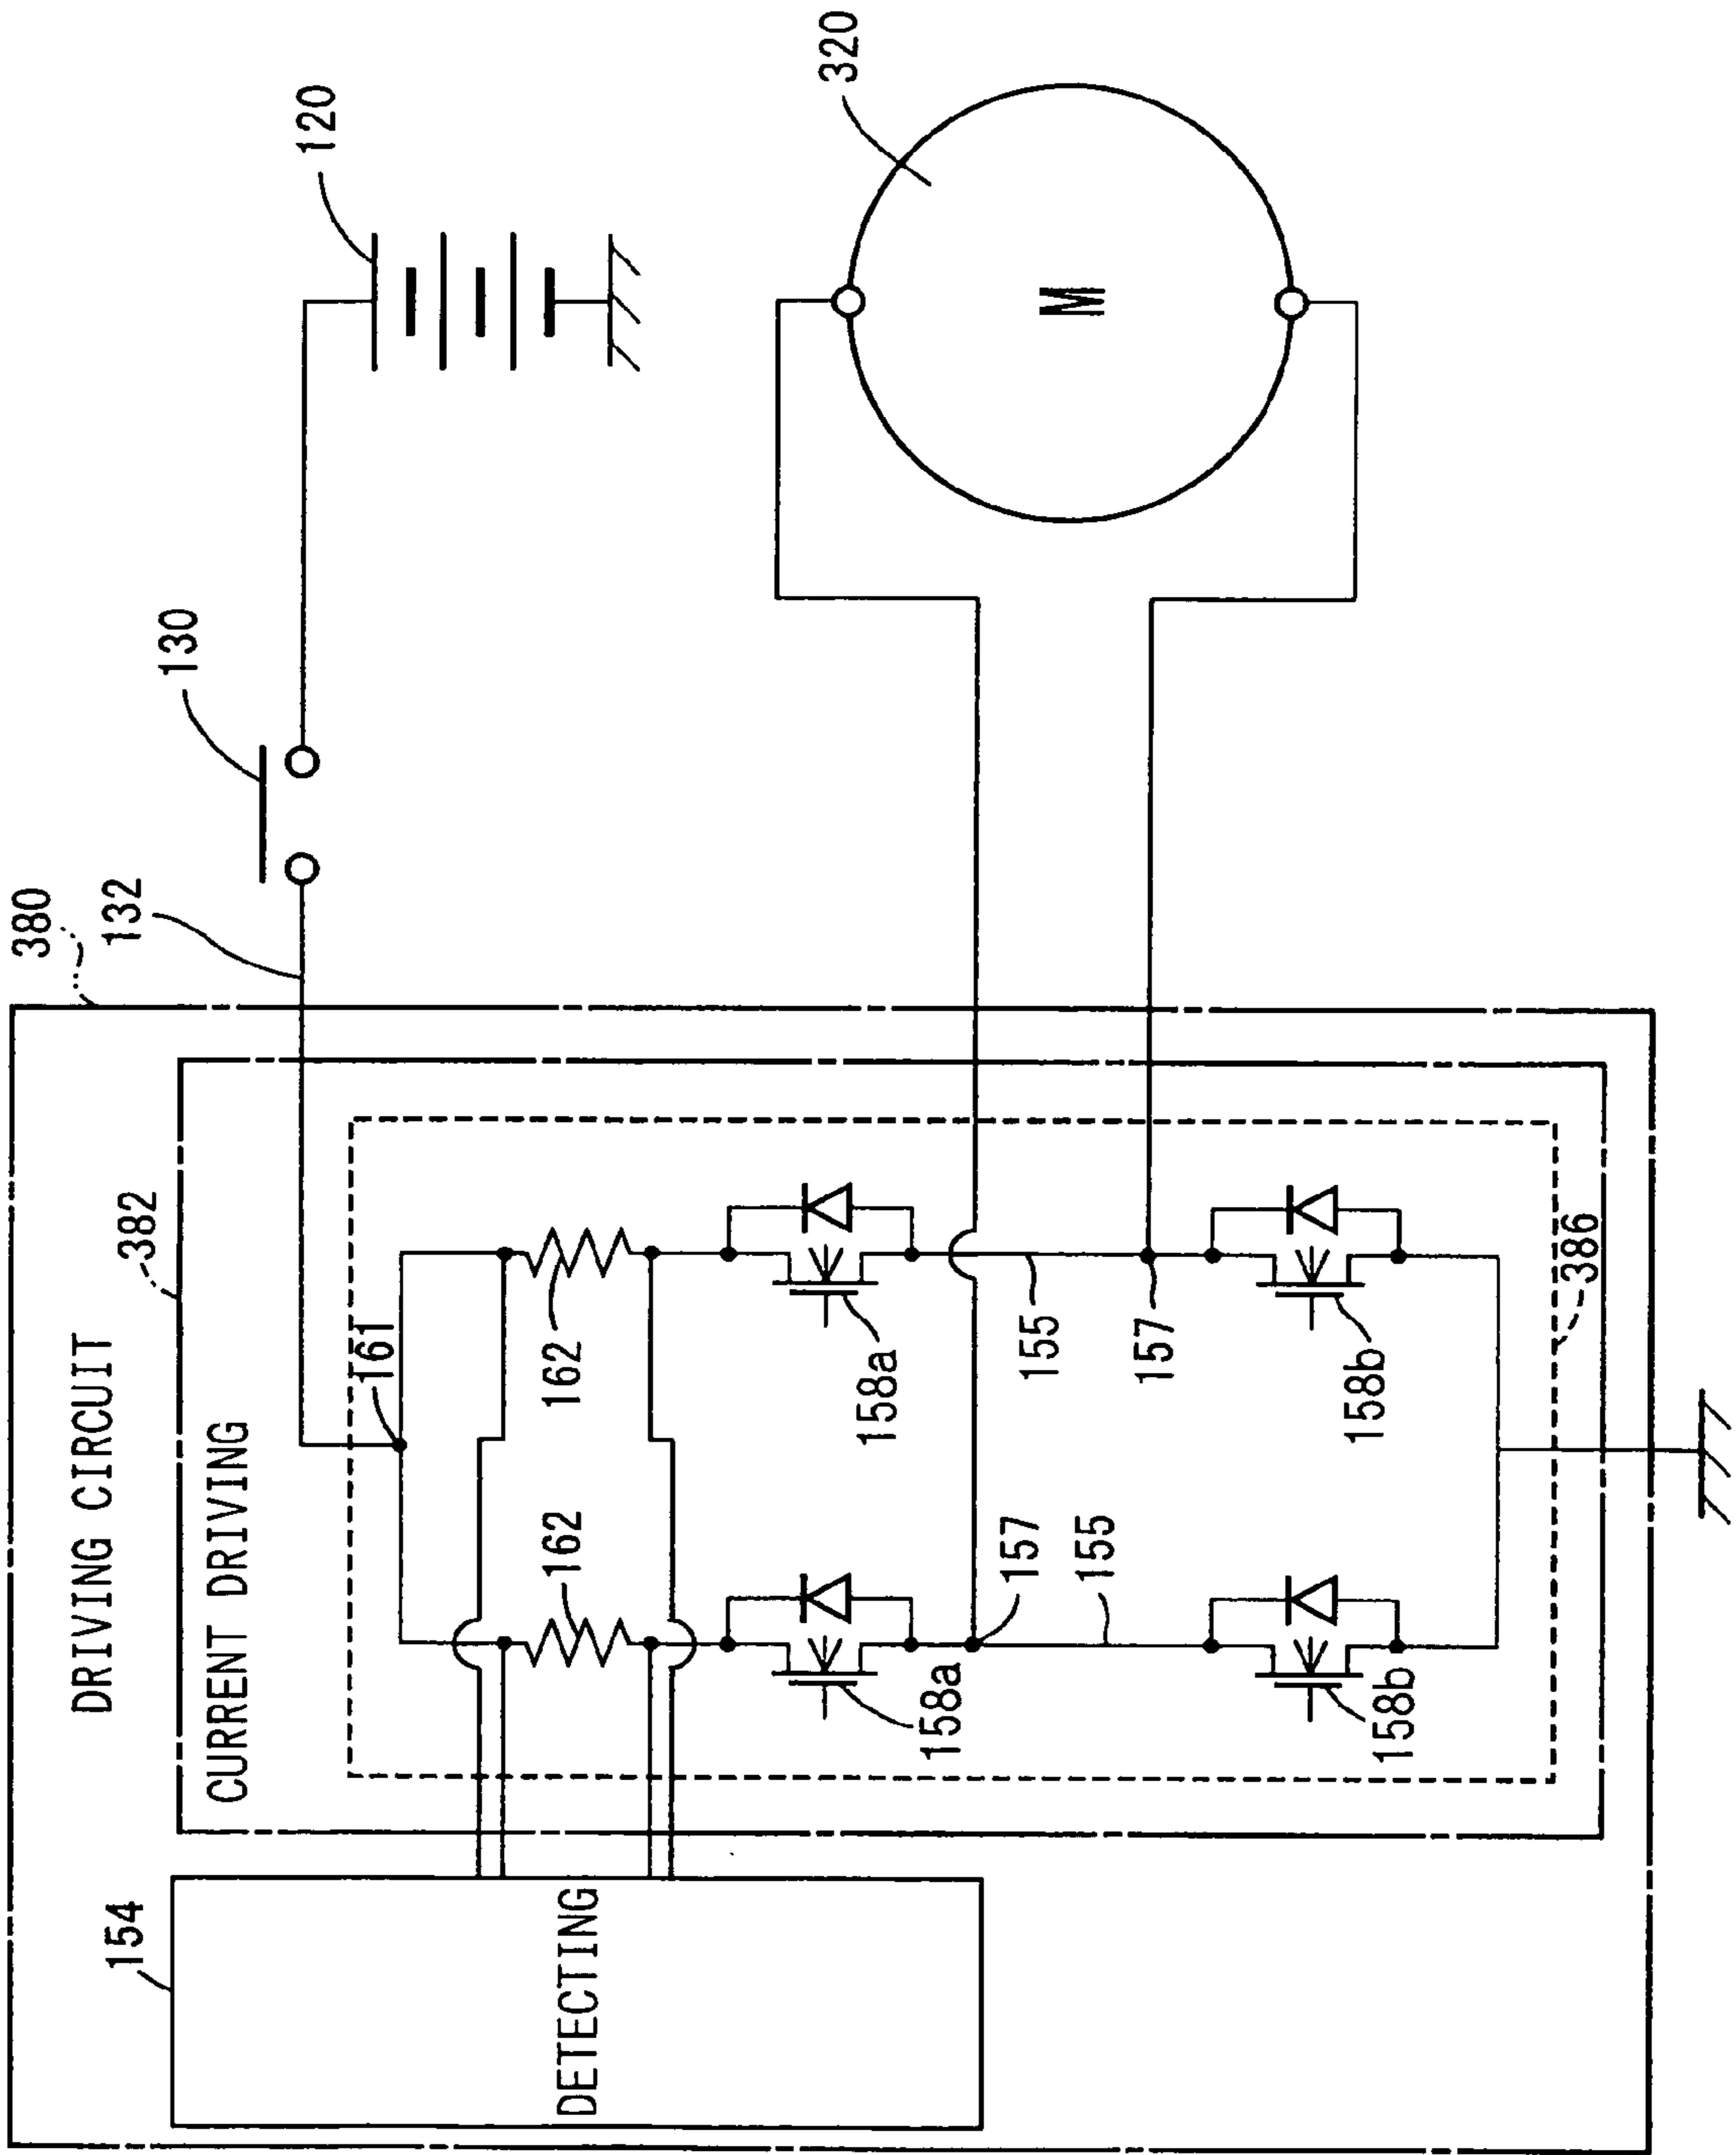 380
DRIVING CIRCUIT
382
CURRENT DRIVING
154
DETECTING
132
130
120
161
162
162
158a
158a
155
157
157
155
158b
158b
386
320
M